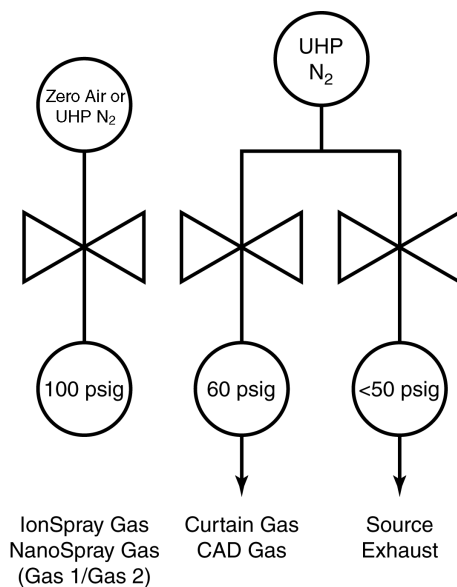 UHP
N₂
Zero Air or
UHP N₂
100 psig
60 psig
<50 psig
IonSpray Gas
NanoSpray Gas
(Gas 1/Gas 2)
Curtain Gas
CAD Gas
Source
Exhaust